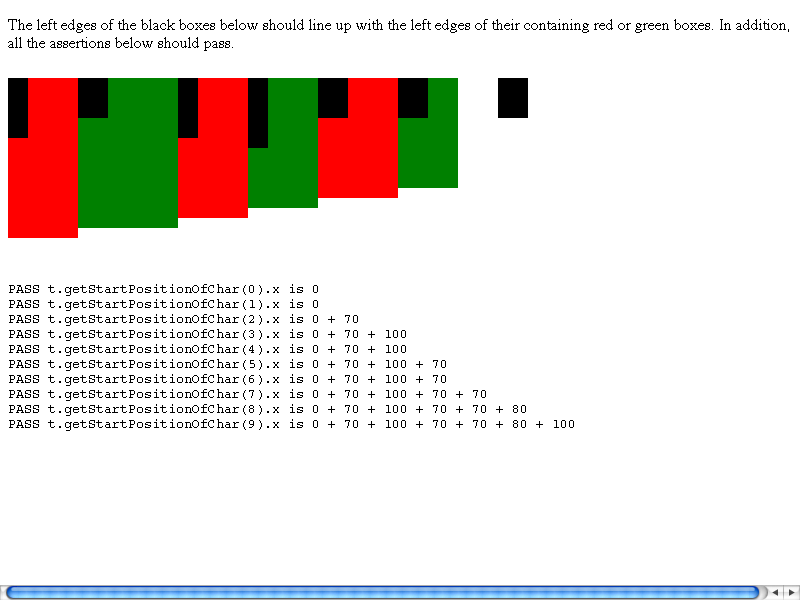 The left edges of the black boxes below should line up with the left edges of their containing red or green boxes. In addition,
all the assertions below should pass.
PASS t.getStartPositionOfChar(0).x is 0
PASS t.getStartPositionOfChar(1).x is 0
PASS t.getStartPositionOfChar(2).x is 0 + 70
PASS t.getStartPositionOfChar(3).x is 0 + 70 + 100
PASS t.getStartPositionOfChar(4).x is 0 + 70 + 100
PASS t.getStartPositionOfChar(5).x is 0 + 70 + 100 + 70
PASS t.getStartPositionOfChar(6).x is 0 + 70 + 100 + 70
PASS t.getStartPositionOfChar(7).x is 0 + 70 + 100 + 70 + 70
PASS t.getStartPositionOfChar(8).x is 0 + 70 + 100 + 70 + 70 + 80
PASS t.getStartPositionOfChar(9).x is 0 + 70 + 100 + 70 + 70 + 80 + 100